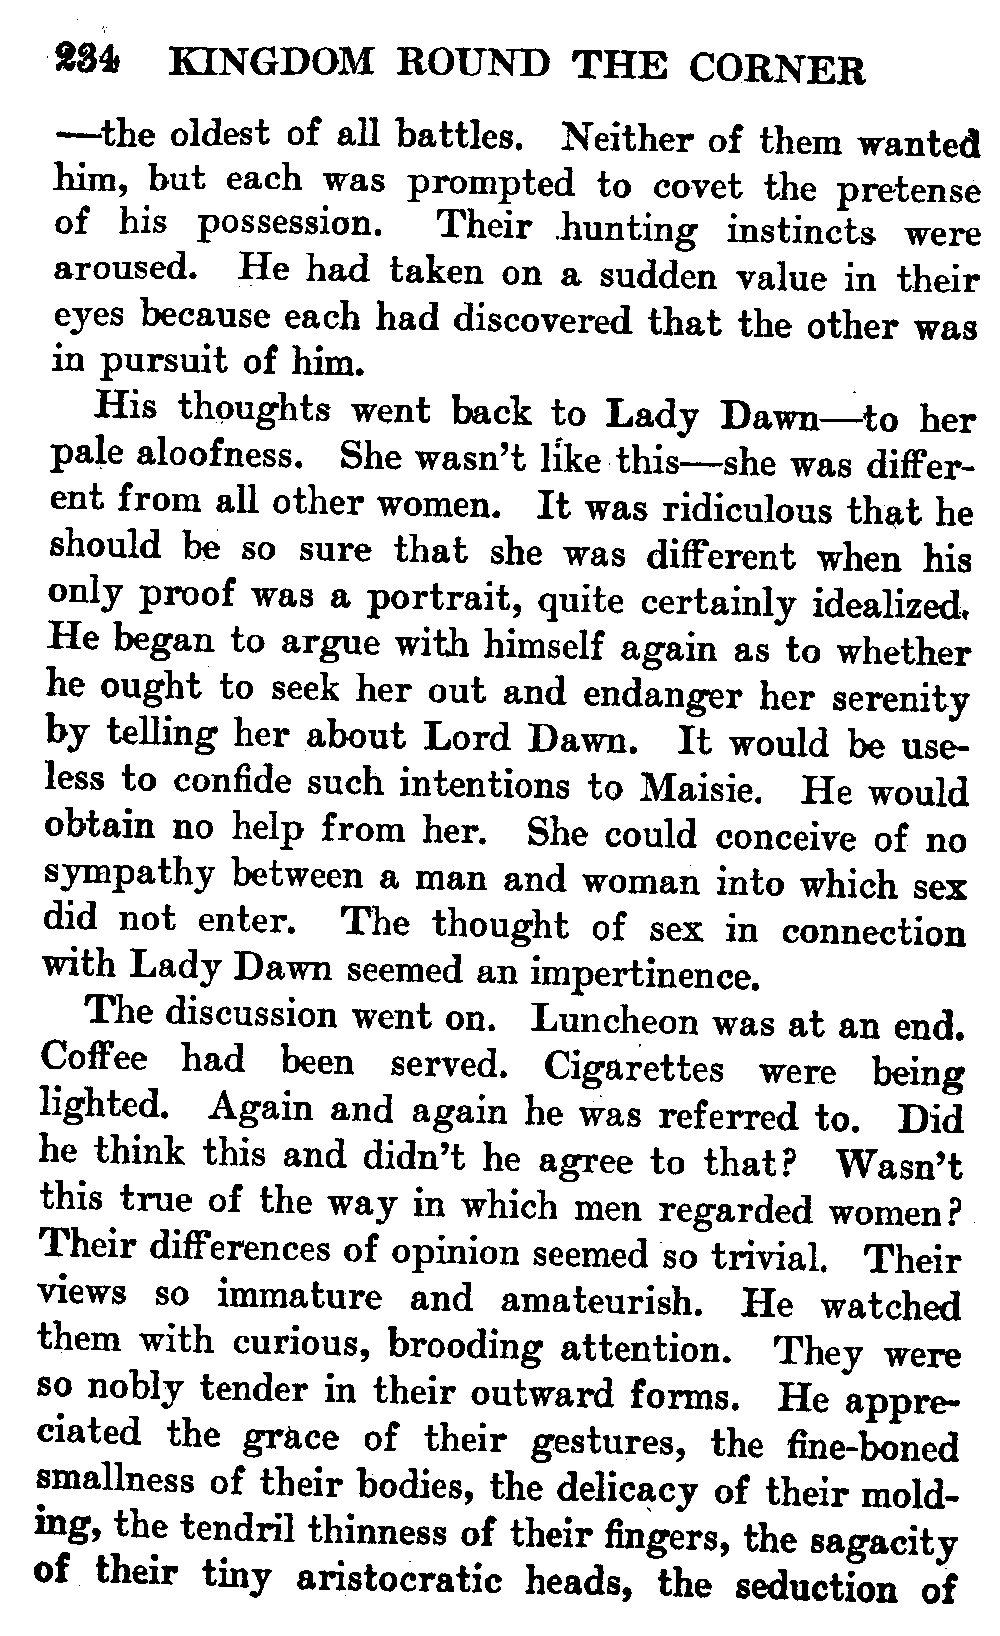 234 KINGDOM ROUND THE CORNER
—the oldest of all battles. Neither of them wanted
him, but each was prompted to covet the pretense
of his possession. Their hunting instincts were
aroused. He had taken on a sudden value in their
eyes because each had discovered that the other was
in pursuit of him.
His thoughts went back to Lady Dawn—to her
pale aloofness. She wasn't like this—she was differ-
ent from all other women. It was ridiculous that he
should be so sure that she was different when his
only proof was a portrait, quite certainly idealized.
He began to argue with himself again as to whether
he ought to seek her out and endanger her serenity
by telling her about Lord Dawn. It would be use-
less to confide such intentions to Maisie. He would
obtain no help from her. She could conceive of no
sympathy between a man and woman into which sex
did not enter. The thought of sex in connection
with Lady Dawn seemed an impertinence.
The discussion went on. Luncheon was at an end.
Coffee had been served. Cigarettes were being
lighted. Again and again he was referred to. Did
he think this and didn't he agree to that? Wasn't
this true of the way in which men regarded women?
Their differences of opinion seemed so trivial. Their
views so immature and amateurish. He watched
them with curious, brooding attention. They were
so nobly tender in their outward forms. He appre-
ciated the grace of their gestures, the fine-boned
smallness of their bodies, the delicacy of their mold-
ing, the tendril thinness of their fingers, the sagacity
of their tiny aristocratic heads, the seduction of